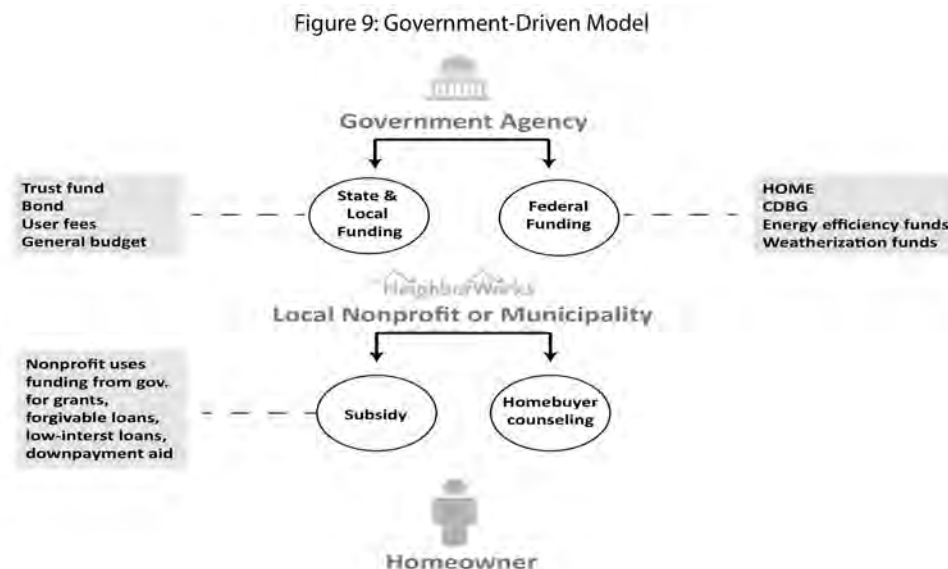 Figure 9: Government-Driven Model
Government Agency
Trust fund
Bond
User fees
General budget
State &
Local
Funding
Federal
Funding
HOME
CDBG
Energy efficiency funds
Weatherization funds
NeighborWorks
Local Nonprofit or Municipality
Nonprofit uses
funding from gov.
for grants,
forgivable loans,
low-interst loans,
downpayment aid
Subsidy
Homebuyer
counseling
Homeowner